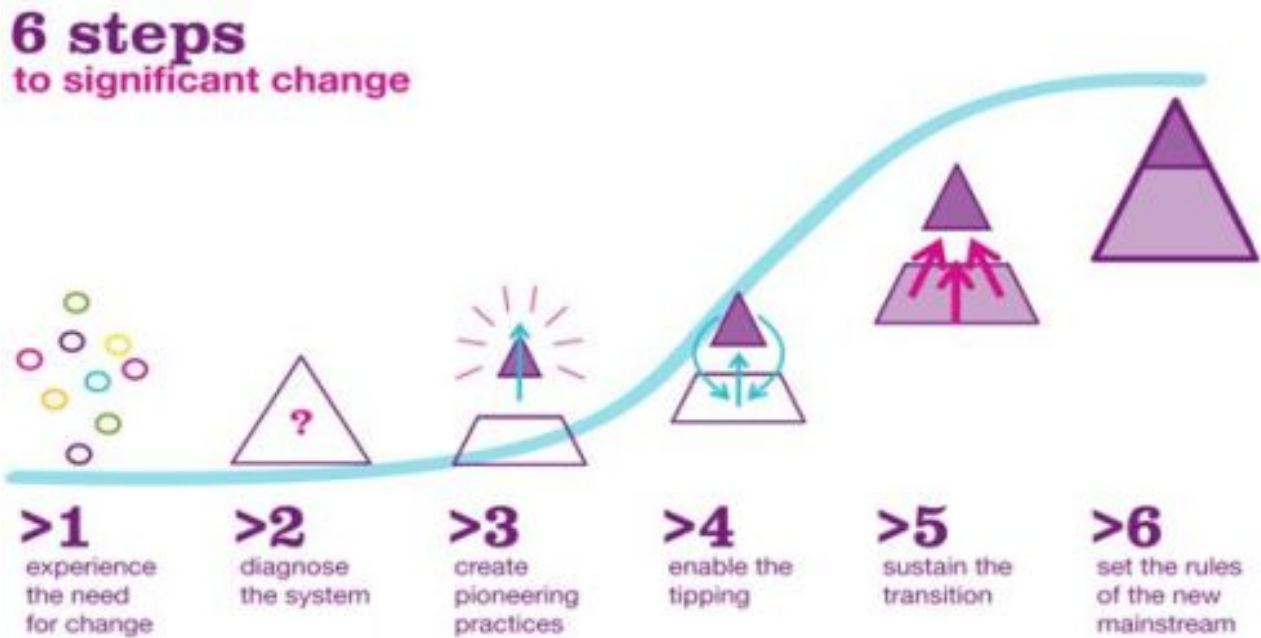 6 steps
to significant change
?
>1
experience
the need
for change
>2
diagnose
the system
>3
create
pioneering
practices
>4
enable the
tipping
>5
sustain the
transition
>6
set the rules
of the new
mainstream